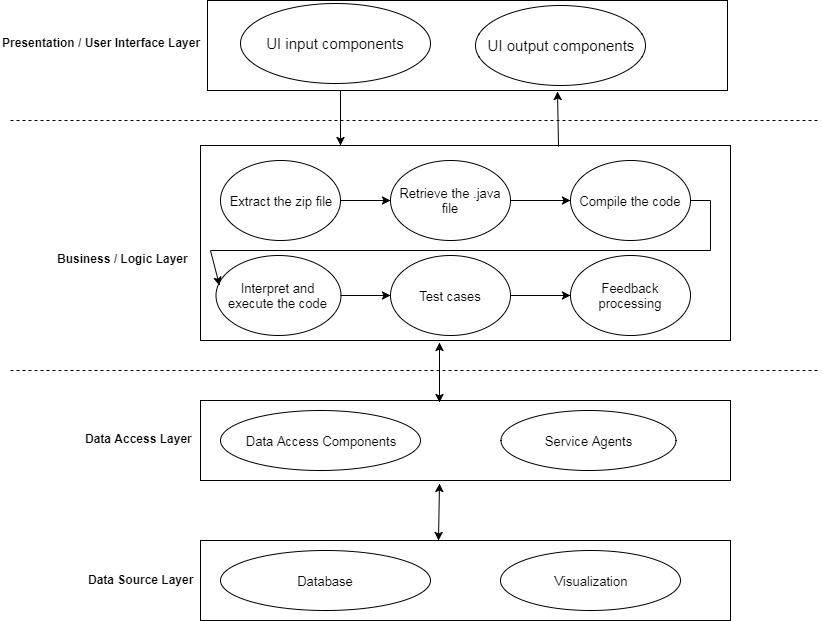 Presentation / User Interface Layer
UI input components
UI output components
Extract the zip file
Retrieve the .java
file
Compile the code
Business / Logic Layer
Interpret and
execute the code
Test cases
Feedback
processing
Data Access Layer
Data Access Components
Service Agents
Data Source Layer
Database
Visualization